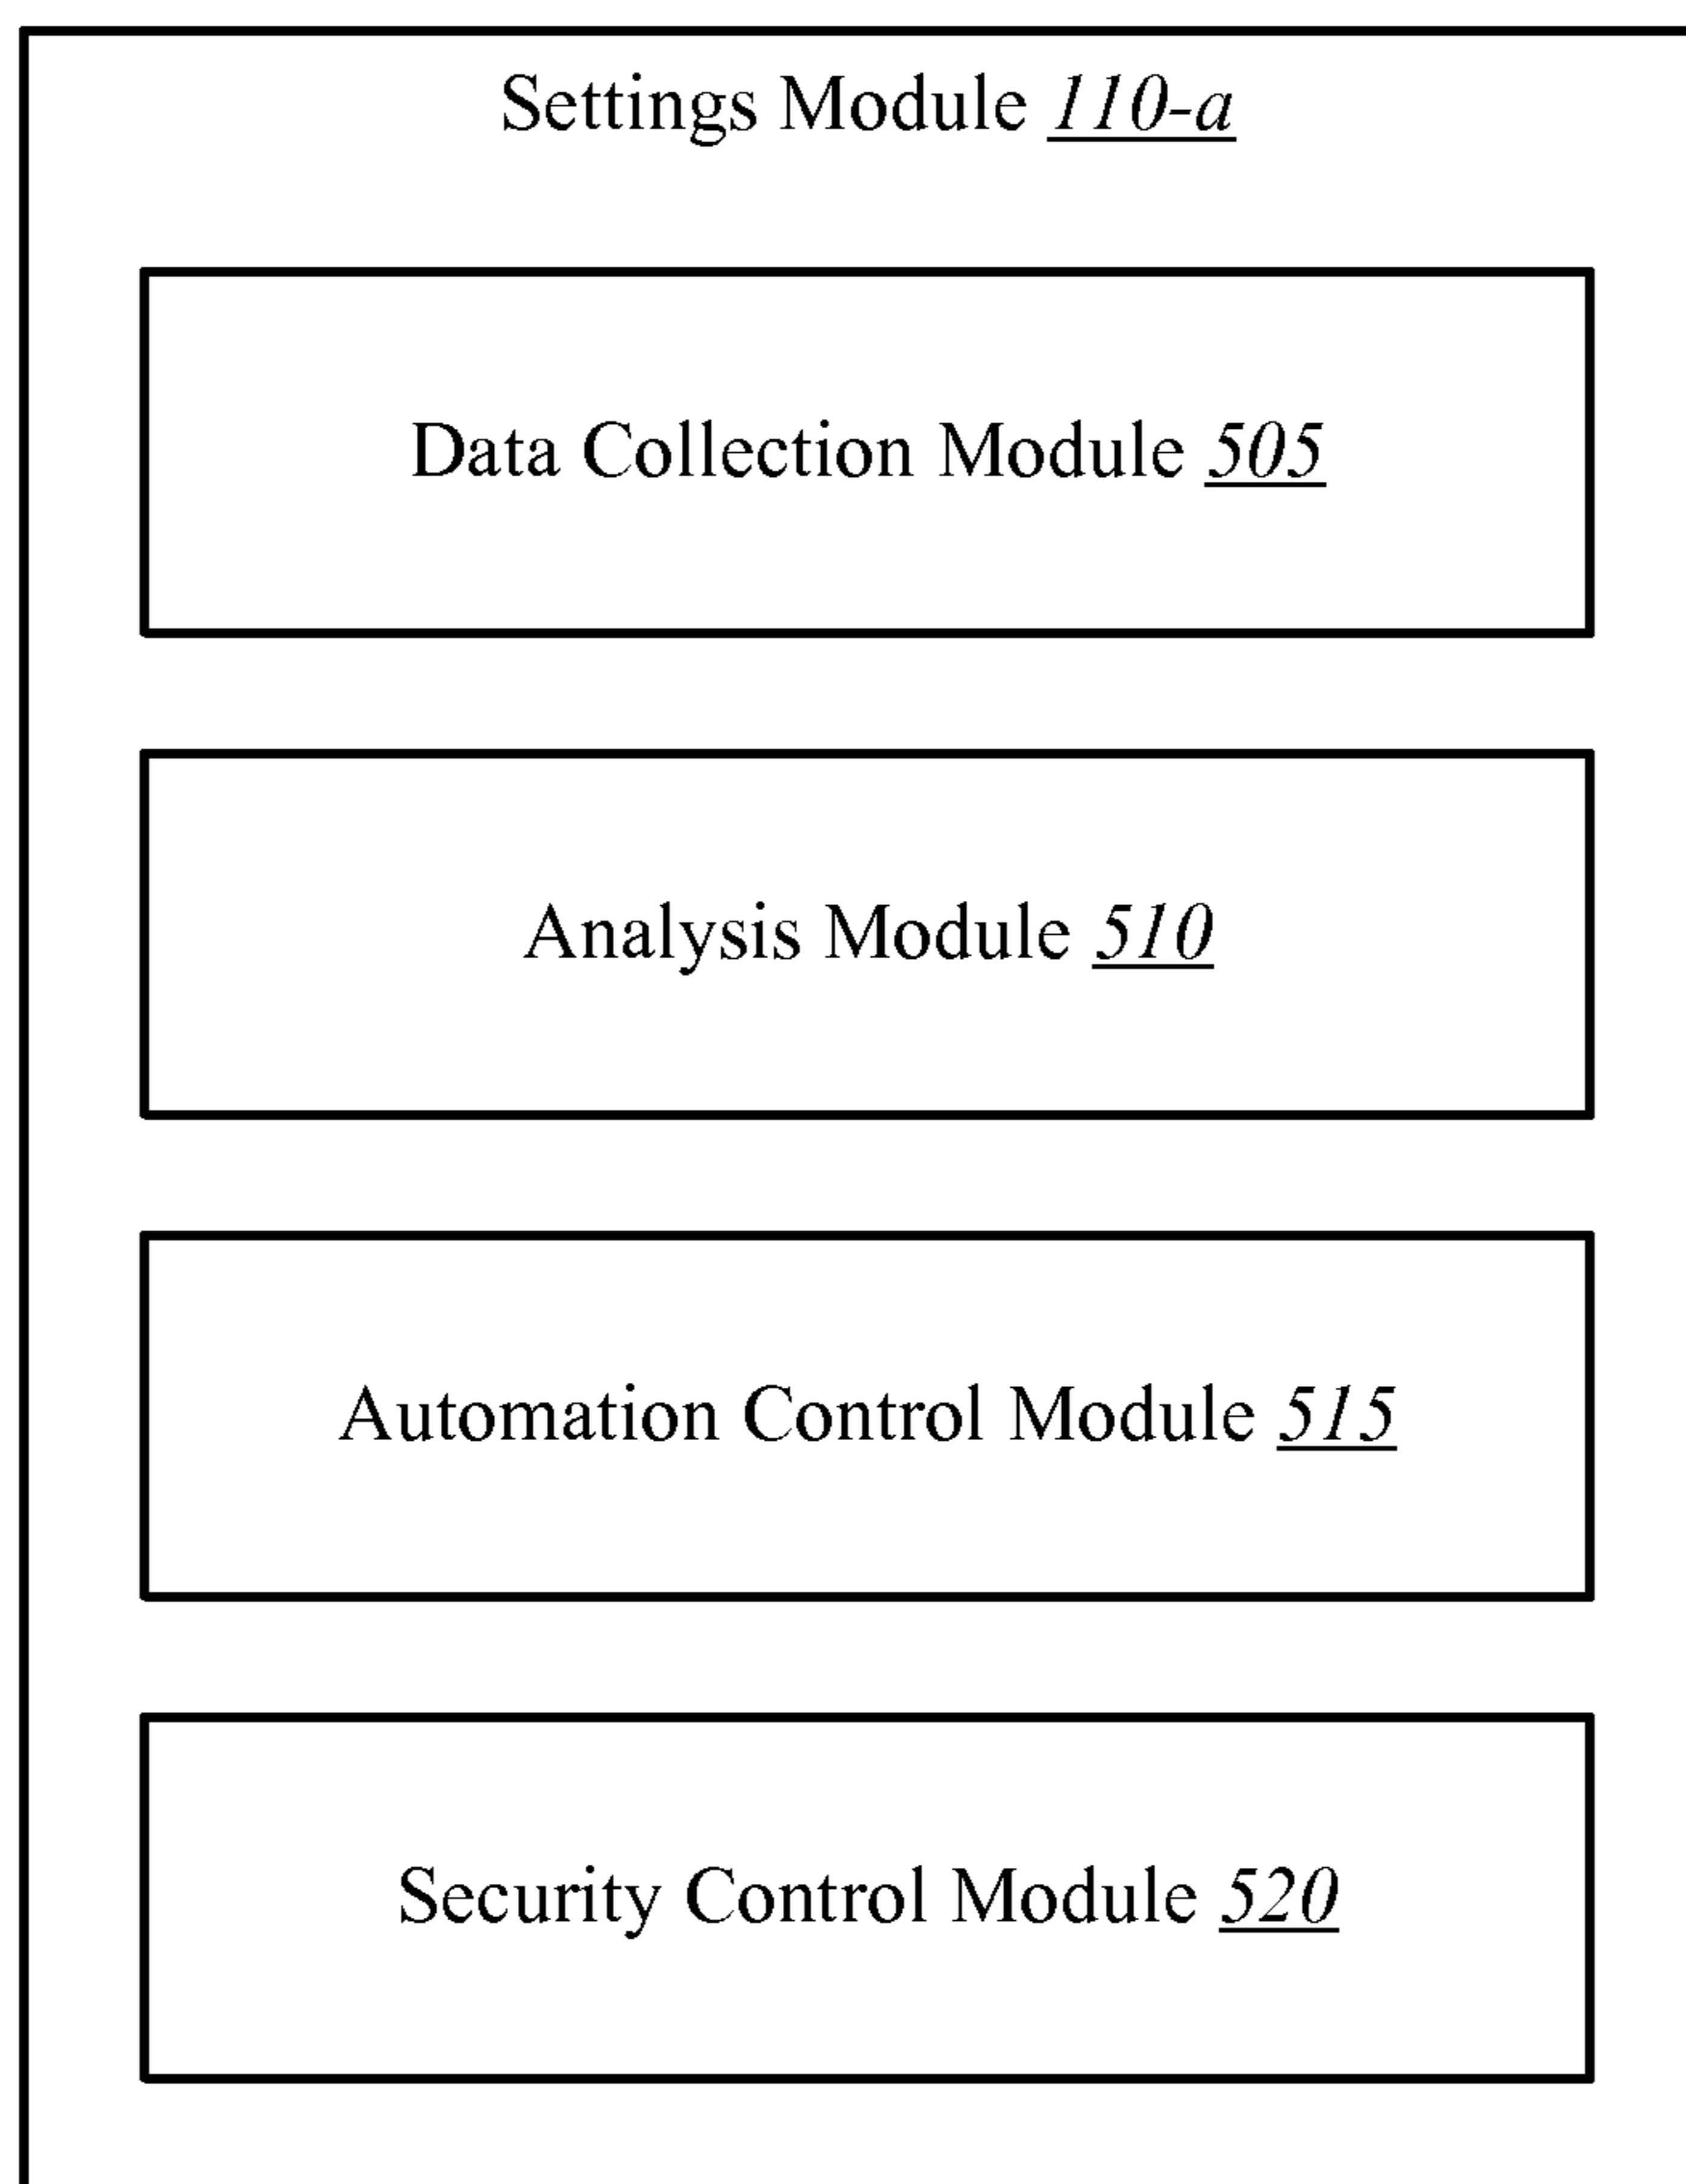 Settings Module 110-a
Data Collection Module 505
Analysis Module 510
Automation Control Module 515
Security Control Module 520